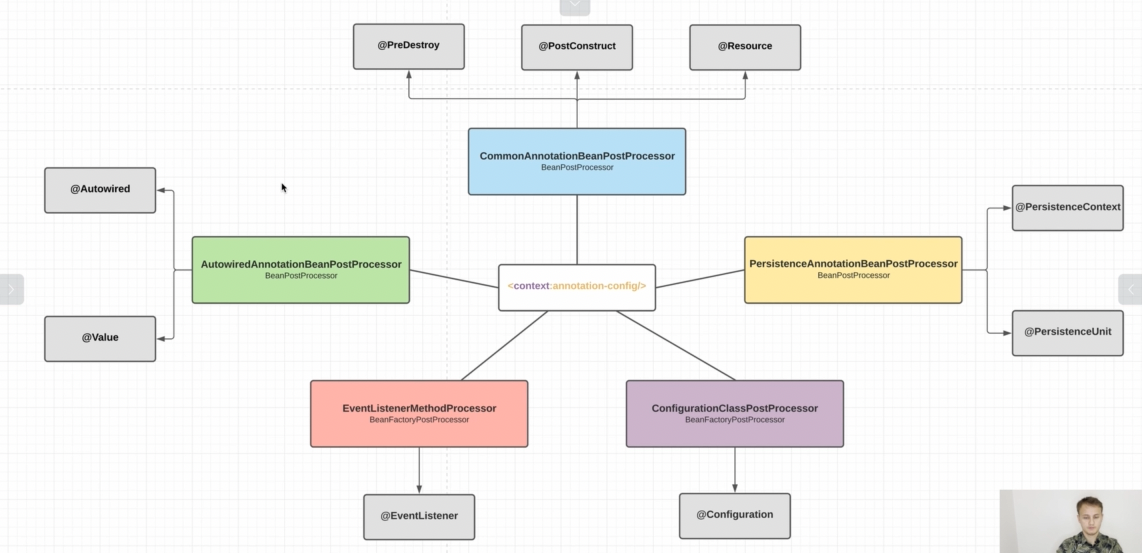 @PreDestroy
@PostConstruct
@Resource
CommonAnnotationBeanPostProcessor
BeanPostProcessor
@Autowired
@PersistenceContext
AutowiredAnnotationBeanPostProcessor
BeanPostProcessor
PersistenceAnnotationBeanPostProcessor
BeanPostProcessor
<context:annotation-config/>
@Value
@PersistenceUnit
EventListenerMethodProcessor
BeanFactoryPostProcessor
ConfigurationClassPostProcessor
BeanFactoryPostProcessor
@EventListener
@Configuration